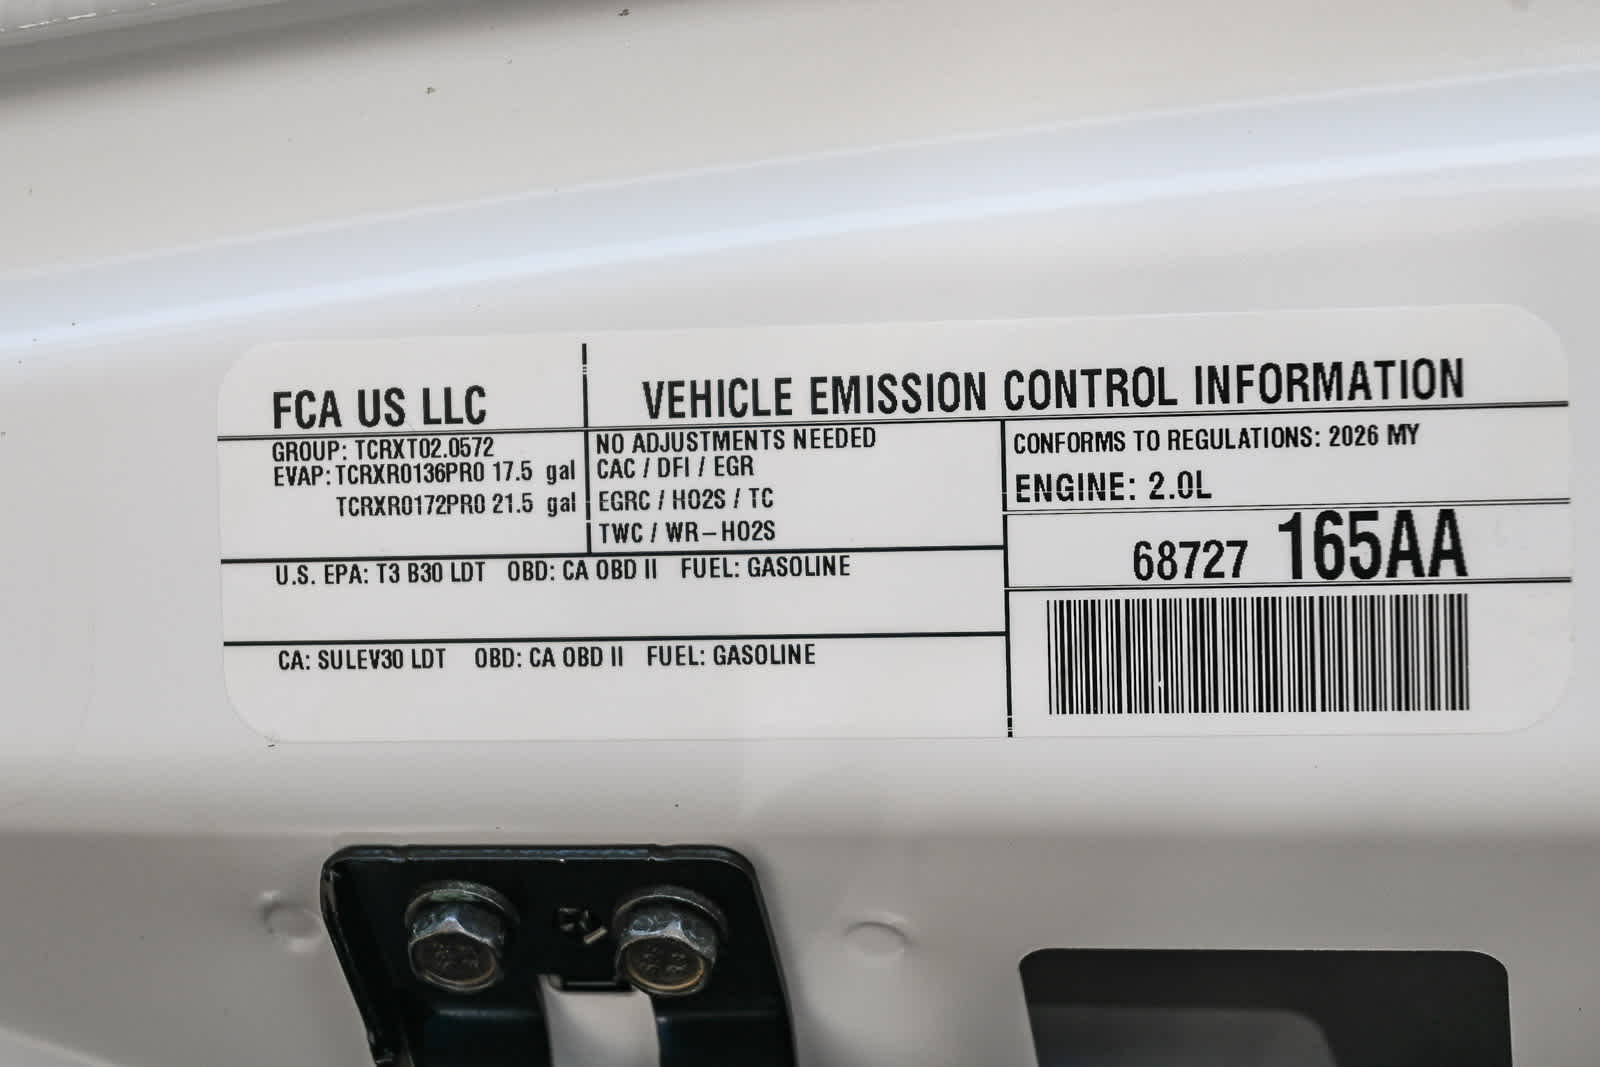 FCA US LLC
VEHICLE EMISSION CONTROL INFORMATION
GROUP: TCRXT02.0572
EVAP: TCRXR0136PR0 17.5 gal
TCRXR0172PR0 21.5 gal
NO ADJUSTMENTS NEEDED
CAC / DFI / EGR
EGRC / HO2S / TC
TWC / WR-HO2S
CONFORMS TO REGULATIONS: 2026 MY
ENGINE: 2.0L
68727 165AA
U.S. EPA: T3 B30 LDT OBD: CA OBD II FUEL: GASOLINE
CA: SULEV30 LDT OBD: CA OBD II FUEL: GASOLINE